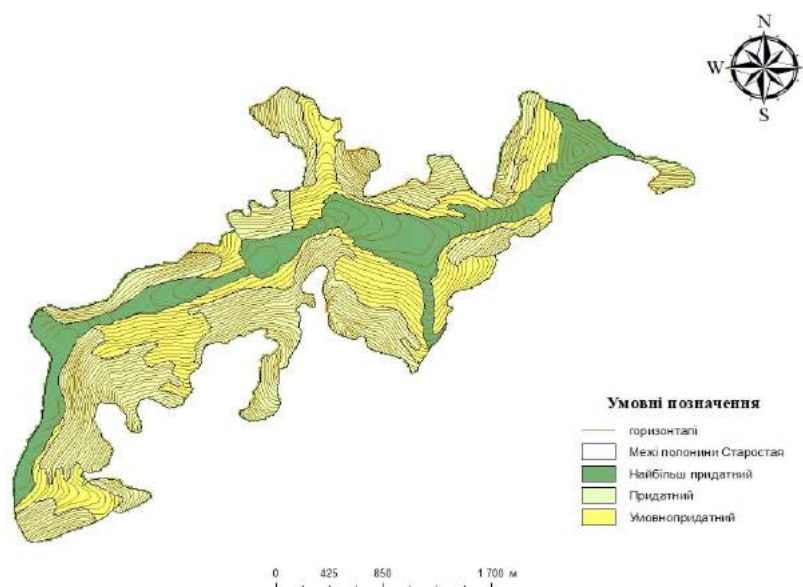 N
W
S
Умовні позначення
горизонталі
Межі полонини Старостая
Найбільш придатний
Придатний
Умовнопридатний
0 425 850 1 700 м